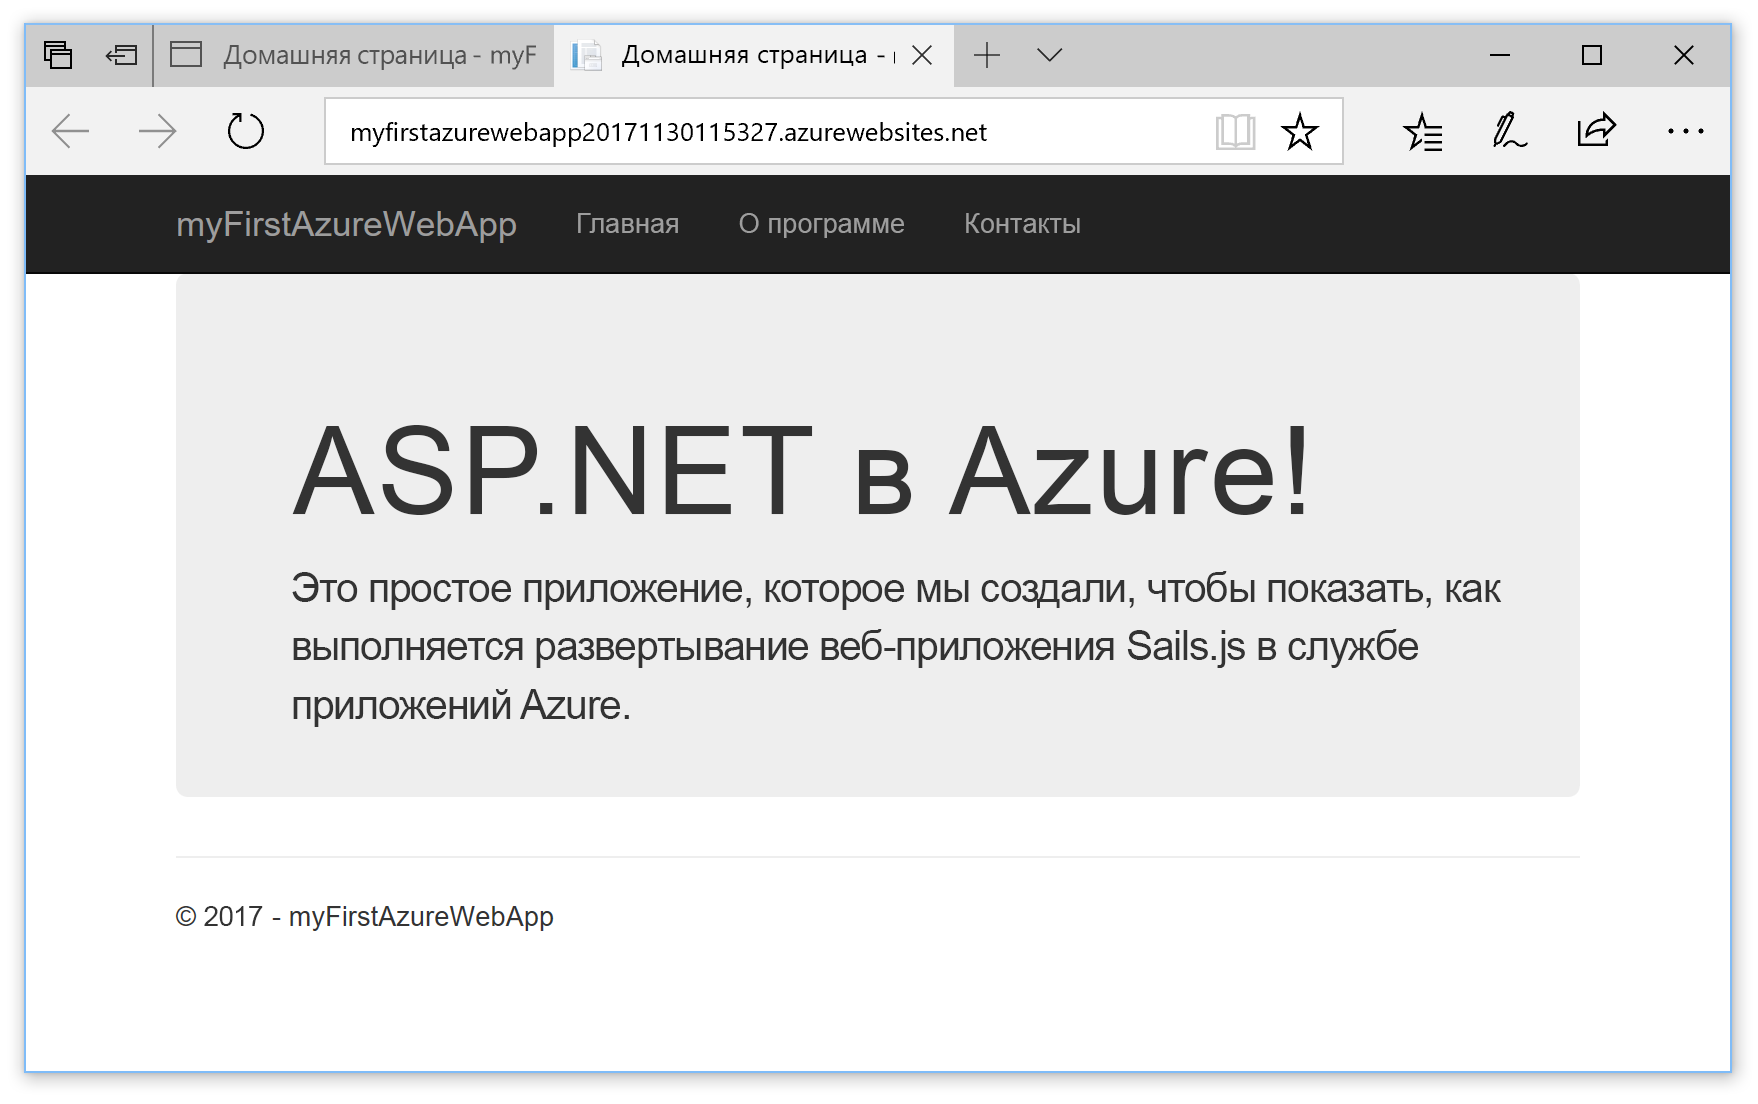 Домашняя страница - myF
Домашняя страница -
myfirstazurewebapp20171130115327.azurewebsites.net
myFirstAzureWebApp Главная О программе Контакты
ASP.NET в Azure!
Это простое приложение, которое мы создали, чтобы показать, как
выполняется развертывание веб-приложения Sails.js в службе
приложений Azure.
© 2017 - myFirstAzureWebApp